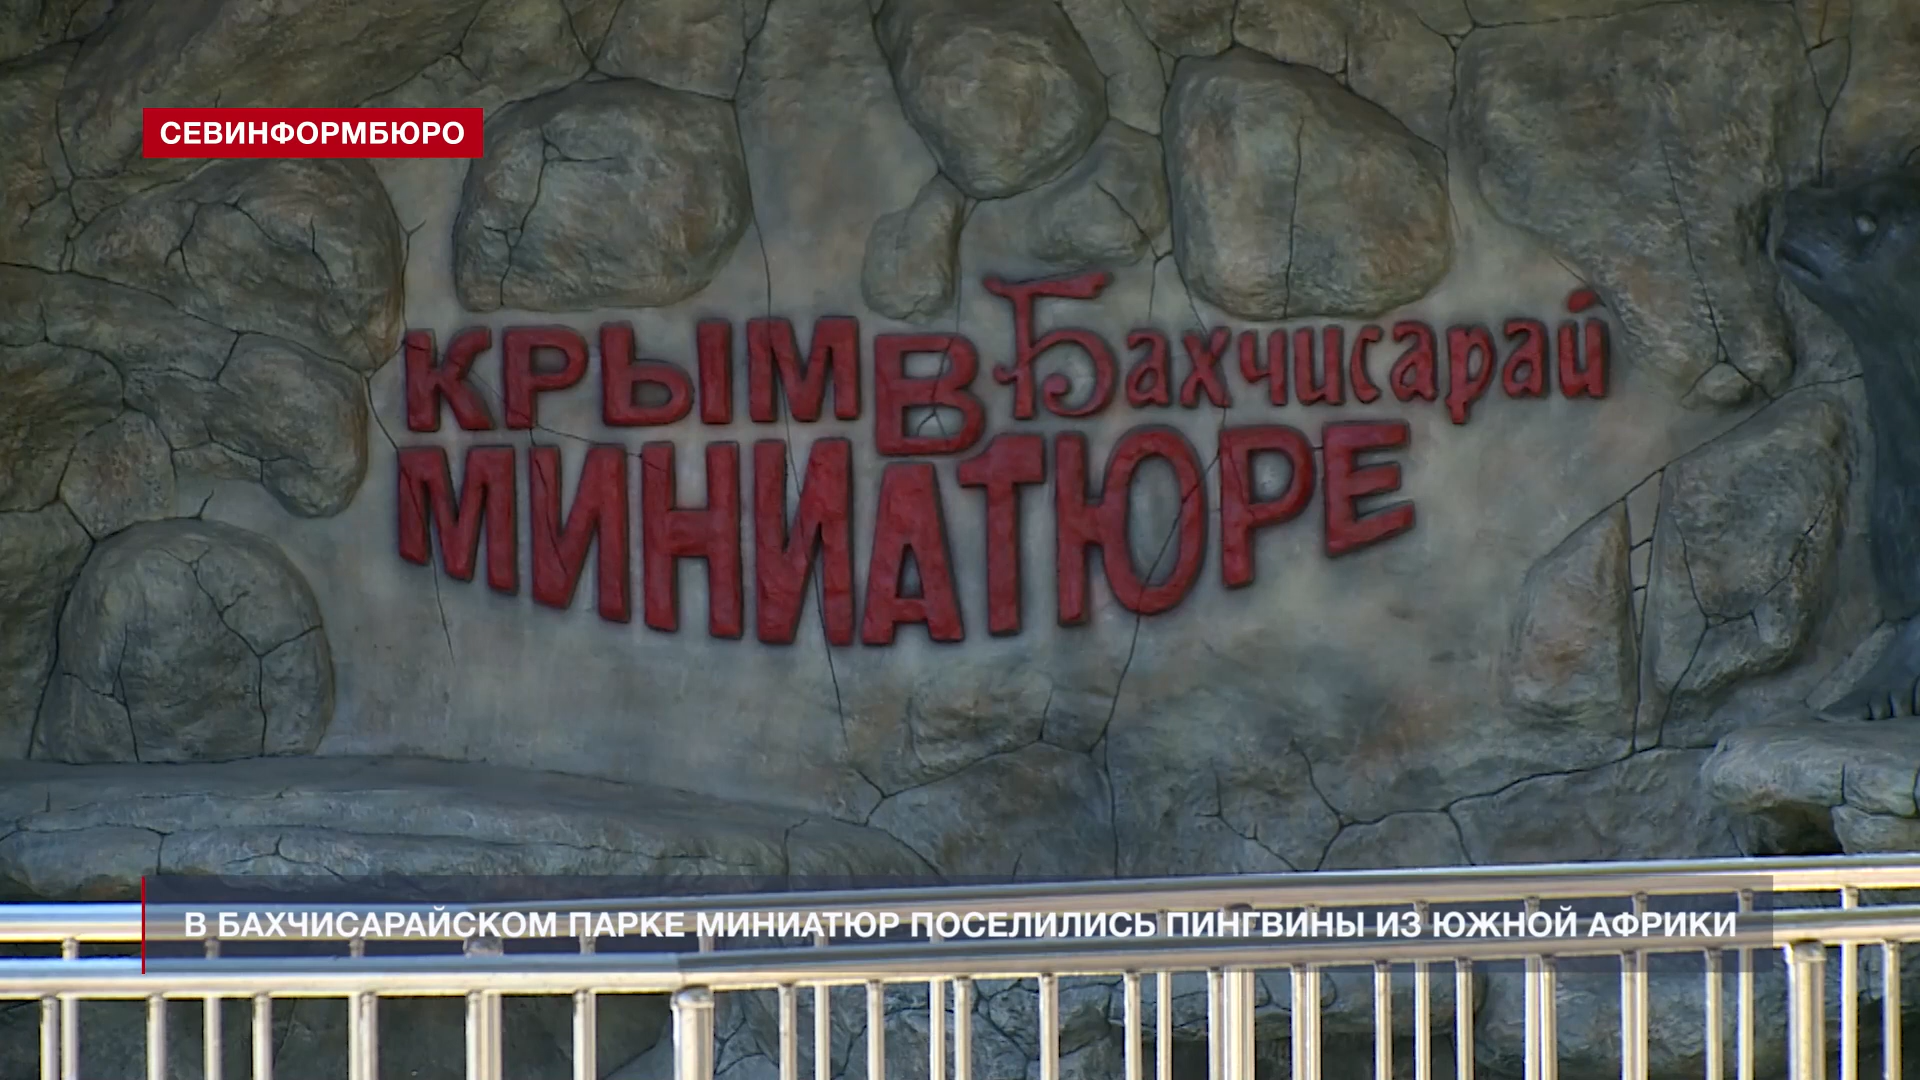 СЕВИНФОРМБЮРО
КРЫМ В Бахчисарай
МИНИАТЮРЕ
В БАХЧИСАРАЙСКОМ ПАРКЕ МИНИАТЮР ПОСЕЛИЛИСЬ ПИНГВИНЫ ИЗ ЮЖНОЙ АФРИКИ